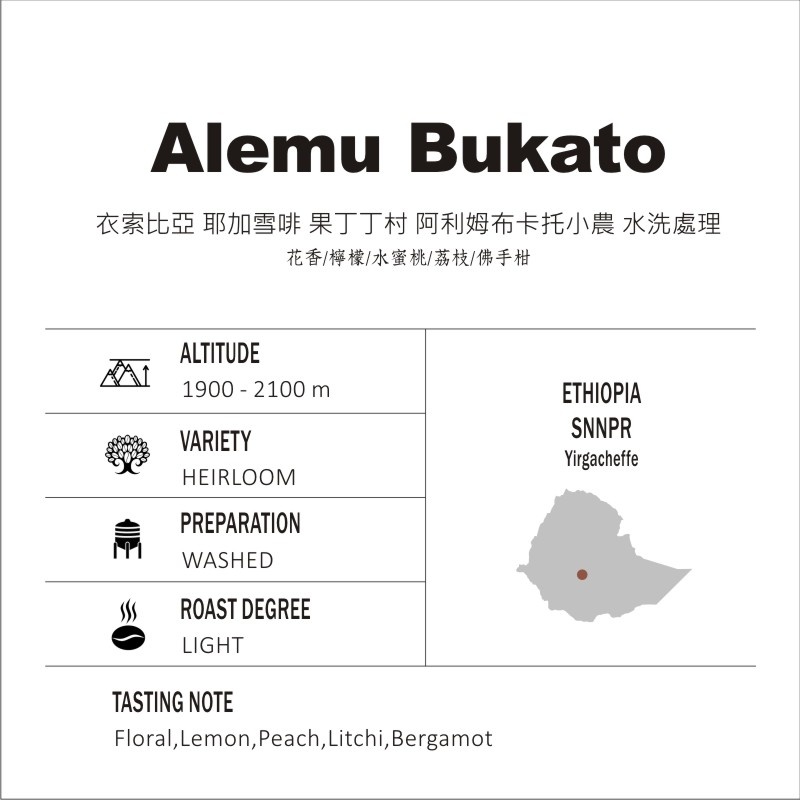 Alemu Bukato
衣索比亞 耶加雪啡 果丁丁村 阿利姆布卡托小農 水洗處理
花香/檸檬/水蜜桃/荔枝/佛手柑
ALTITUDE
1900 - 2100 m
VARIETY
HEIRLOOM
PREPARATION
WASHED
ROAST DEGREE
LIGHT
ETHIOPIA
SNNPR
Yirgacheffe
TASTING NOTE
Floral,Lemon,Peach,Litchi,Bergamot